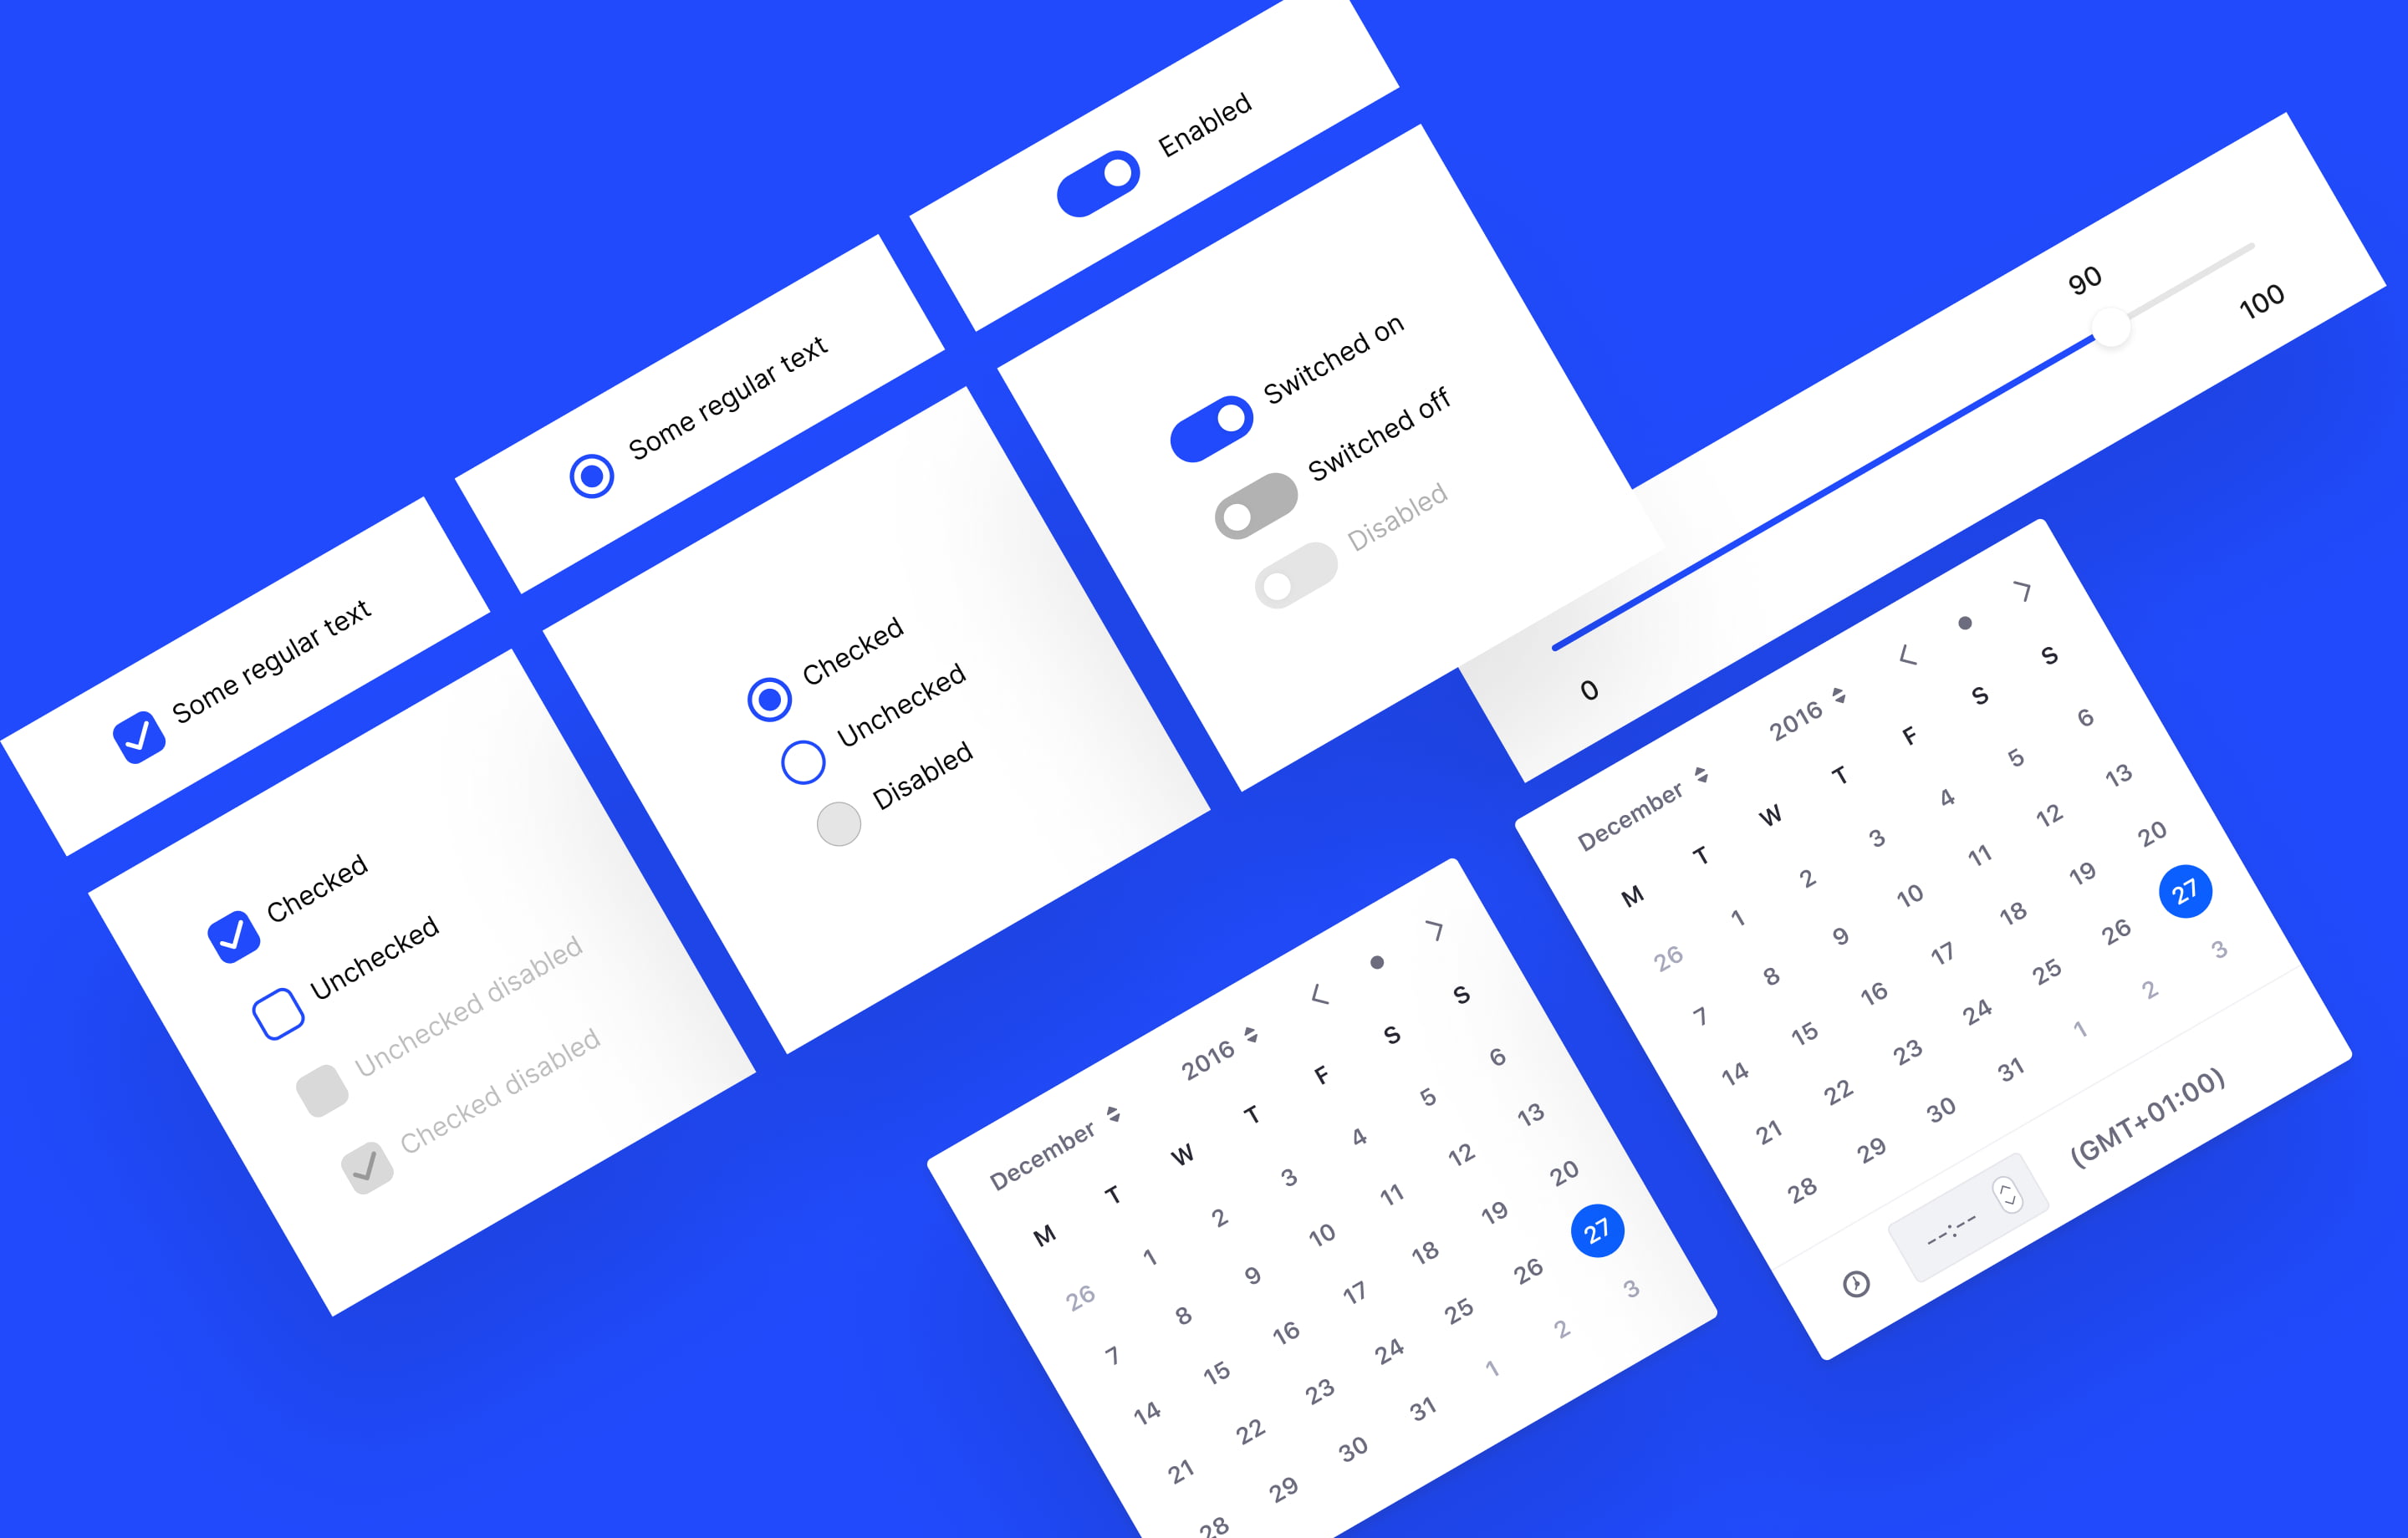 Some regular text
Checked
Unchecked
Unchecked disabled
Checked disabled
Some regular text
Checked
Unchecked
Disabled
Enabled
Switched on
Switched off
Disabled
90
0 100
December 2016
M T W T F S S
26 1 2 3 4 5 6
7 8 9 10 11 12 13
14 15 16 17 18 19 20
21 22 23 24 25 26 27
28 29 30 31 1 2 3
December 2016
M T W T F S S
26 1 2 3 4 5 6
7 8 9 10 11 12 13
14 15 16 17 18 19 20
21 22 23 24 25 26 27
28 29 30 31 1 2 3
--:-- (GMT+01:00)